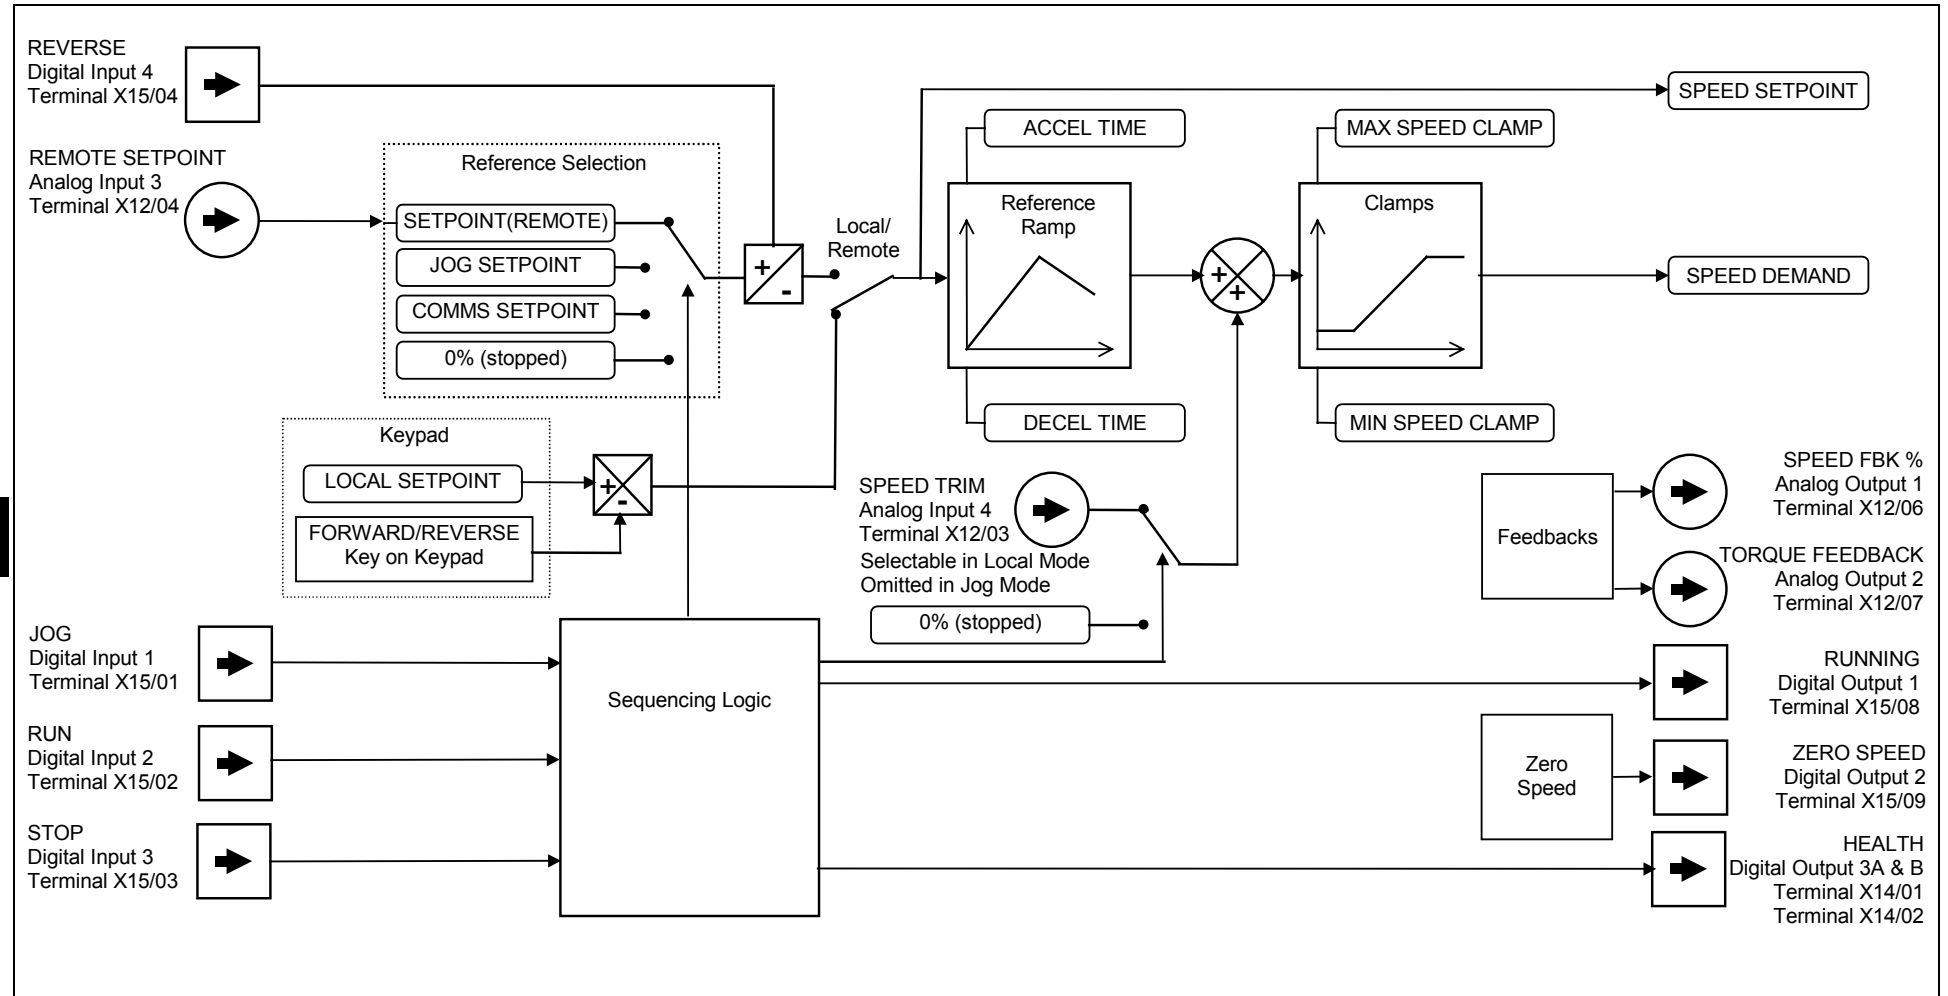 REVERSE
Digital Input 4
Terminal X15/04
REMOTE SETPOINT
Analog Input 3
Terminal X12/04
Reference Selection
SETPOINT(REMOTE)
JOG SETPOINT
COMMS SETPOINT
0% (stopped)
+
-
Local/
Remote
Keypad
LOCAL SETPOINT
FORWARD/REVERSE
Key on Keypad
+
-
ACCEL TIME
Reference
Ramp
DECEL TIME
+
+
MAX SPEED CLAMP
Clamps
MIN SPEED CLAMP
SPEED SETPOINT
SPEED DEMAND
SPEED TRIM
Analog Input 4
Terminal X12/03
Selectable in Local Mode
Omitted in Jog Mode
0% (stopped)
JOG
Digital Input 1
Terminal X15/01
RUN
Digital Input 2
Terminal X15/02
STOP
Digital Input 3
Terminal X15/03
Sequencing Logic
Feedbacks
SPEED FBK %
Analog Output 1
Terminal X12/06
TORQUE FEEDBACK
Analog Output 2
Terminal X12/07
RUNNING
Digital Output 1
Terminal X15/08
Zero
Speed
ZERO SPEED
Digital Output 2
Terminal X15/09
HEALTH
Digital Output 3A & B
Terminal X14/01
Terminal X14/02